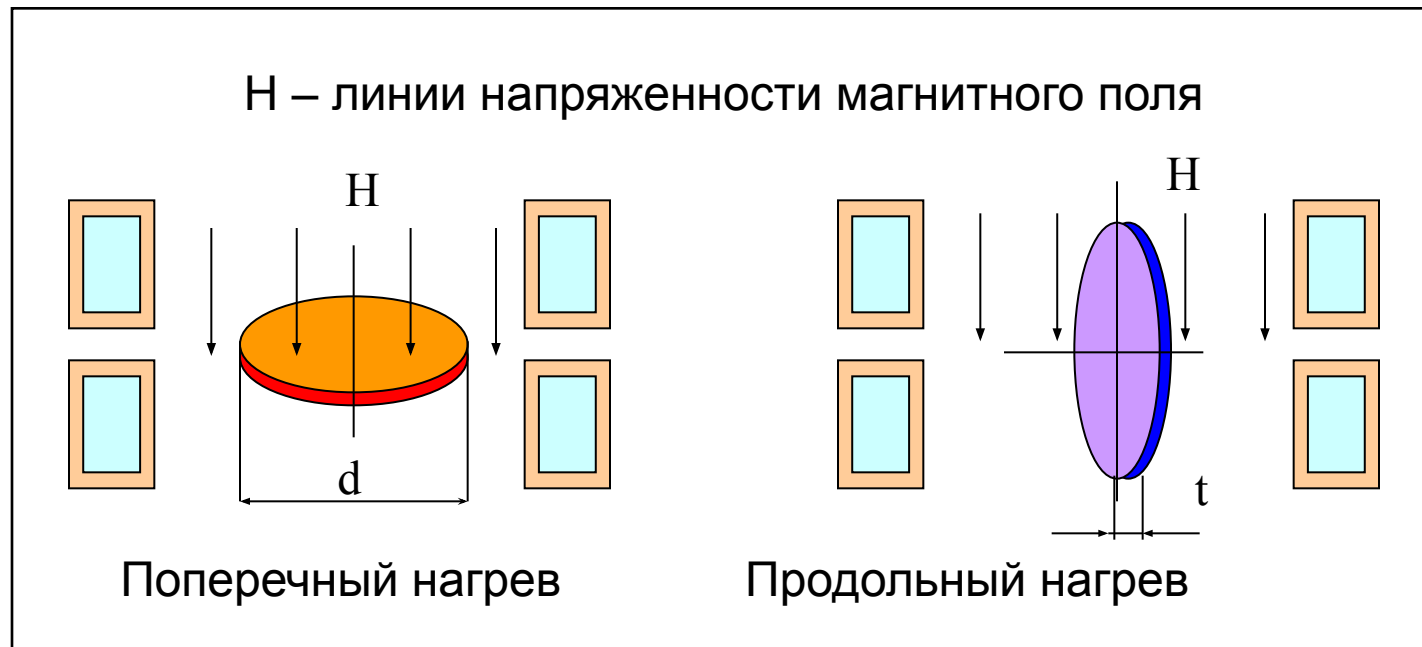 Н – линии напряженности магнитного поля
H
H
d
t
Поперечный нагрев
Продольный нагрев